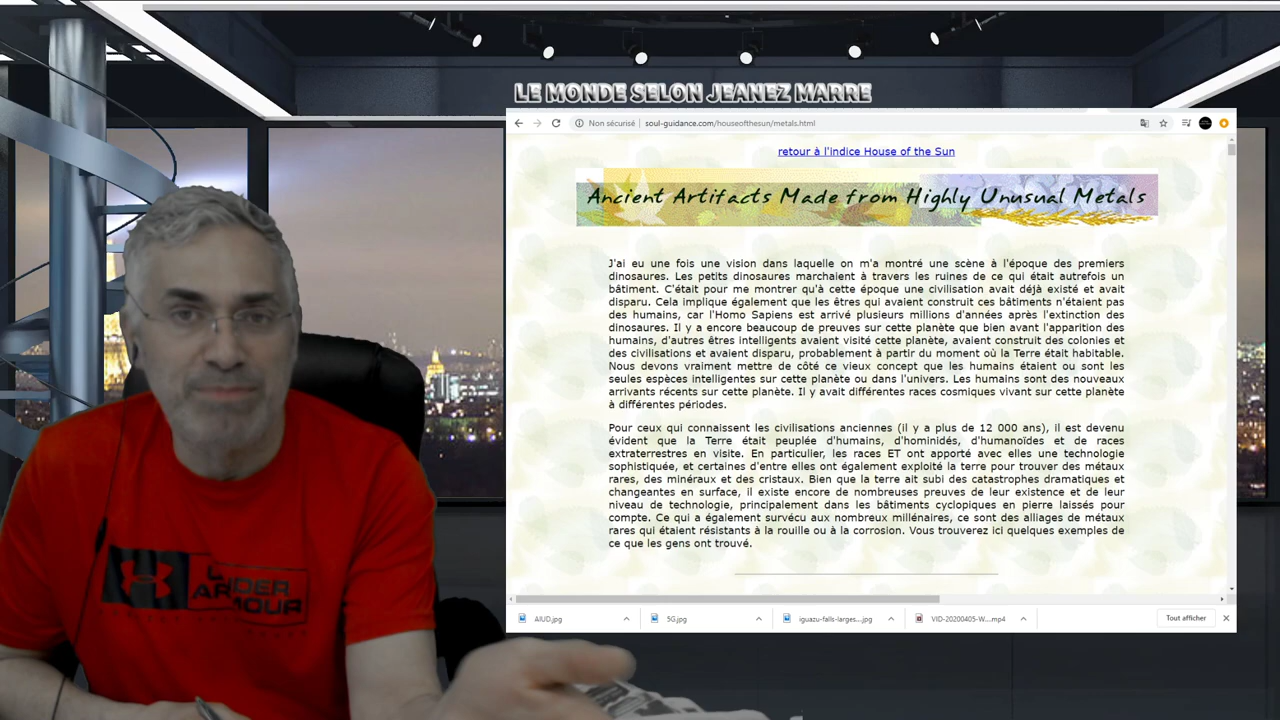 LE MONDE SELON JEANEZ MARRE
Non sécurisé | soul-guidance.com/houseofthesun/metals.html
retour à l'indice House of the Sun
Ancient Artifacts Made from Highly Unusual Metals
J'ai eu une fois une vision dans laquelle on m'a montré une scène à l'époque des premiers
dinosaures. Les petits dinosaures marchaient à travers les ruines de ce qui était autrefois un
bâtiment. C'était pour me montrer qu'à cette époque une civilisation avait déjà existé et avait
disparu. Cela implique également que les êtres qui avaient construit ces bâtiments n'étaient pas
des humains, car l'Homo Sapiens est arrivé plusieurs millions d'années après l'extinction des
dinosaures. Il y a encore beaucoup de preuves sur cette planète que bien avant l'apparition des
humains, d'autres êtres intelligents avaient visité cette planète, avaient construit des colonies et
des civilisations et avaient disparu, probablement à partir du moment où la Terre était habitable.
Nous devons vraiment mettre de côté ce vieux concept que les humains étaient ou sont les
seules espèces intelligentes sur cette planète ou dans l'univers. Les humains sont des nouveaux
arrivants récents sur cette planète. Il y avait différentes races cosmiques vivant sur cette planète
à différentes périodes.
Pour ceux qui connaissent les civilisations anciennes (il y a plus de 12 000 ans), il est devenu
évident que la Terre était peuplée d'humains, d'hominidés, d'humanoïdes et de races
extraterrestres en visite. En particulier, les races ET ont apporté avec elles une technologie
sophistiquée, et certaines d'entre elles ont également exploité la terre pour trouver des métaux
rares, des minéraux et des cristaux. Bien que la terre ait subi des catastrophes dramatiques et
changeantes en surface, il existe encore de nombreuses preuves de leur existence et de leur
niveau de technologie, principalement dans les bâtiments cyclopiques en pierre laissés pour
compte. Ce qui a également survécu aux nombreux millénaires, ce sont des alliages de métaux
rares qui étaient résistants à la rouille ou à la corrosion. Vous trouverez ici quelques exemples de
ce que les gens ont trouvé.
AIUD.jpg
5G.jpg
iguazu-falls-larges....jpg
VID-20200405-W....mp4
Tout afficher
UNDER
ARMOUR